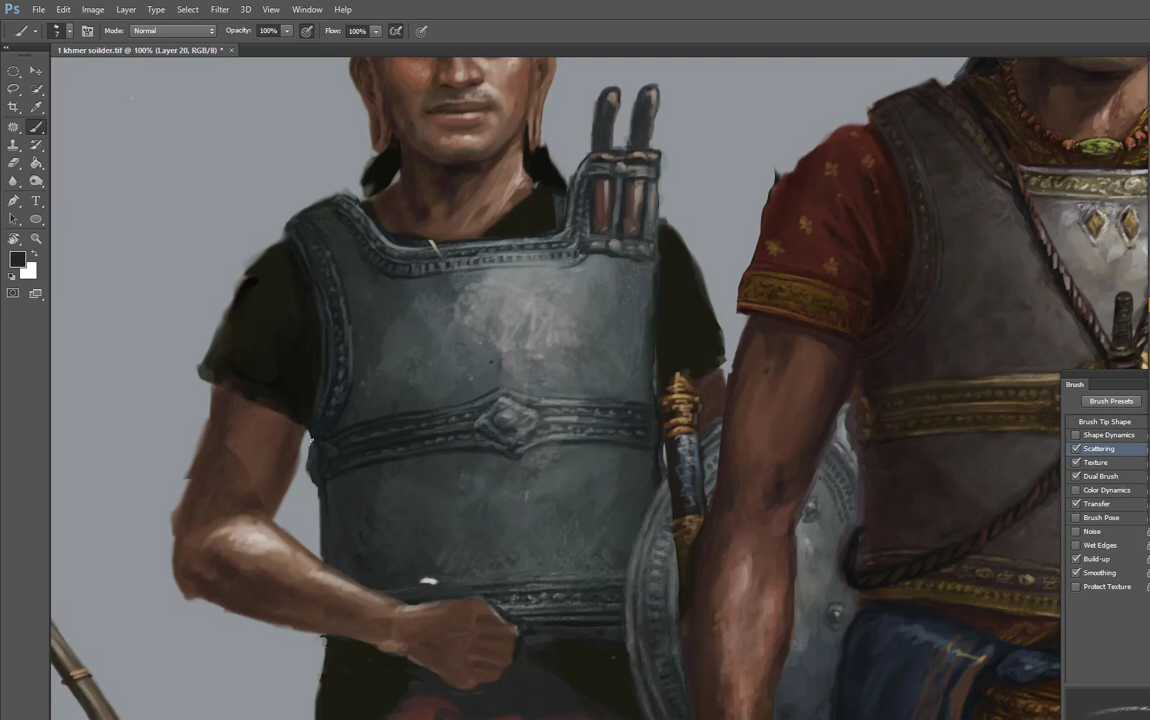 Ps File Edit Image Layer Type Select Filter 3D View Window Help
7 Mode: Normal Opacity: 100% Flow: 100%
1 khmer soilder.tif @ 100% (Layer 20, RGB/8) * ×
T
Brush
Brush Presets
Brush Tip Shape
Shape Dynamics
Scattering
Texture
Dual Brush
Color Dynamics
Transfer
Brush Pose
Noise
Wet Edges
Build-up
Smoothing
Protect Texture